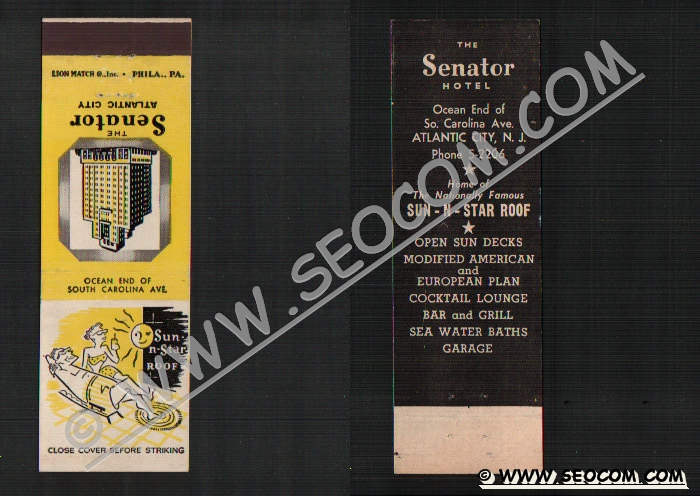 LION MATCH CO., Inc. • PHILA., PA.
THE
Senator
ATLANTIC CITY
OCEAN END OF
SOUTH CAROLINA AVE.
Sun-
n-Star
ROOF
CLOSE COVER BEFORE STRIKING
THE
Senator
HOTEL
Ocean End of
So. Carolina Ave.
ATLANTIC CITY, N. J.
Phone 5-2206
Home of
The Nationally Famous
SUN-N-STAR ROOF
OPEN SUN DECKS
MODIFIED AMERICAN
and
EUROPEAN PLAN
COCKTAIL LOUNGE
BAR and GRILL
SEA WATER BATHS
GARAGE
© WWW.SEOCOM.COM
© WWW.SEOCOM.COM